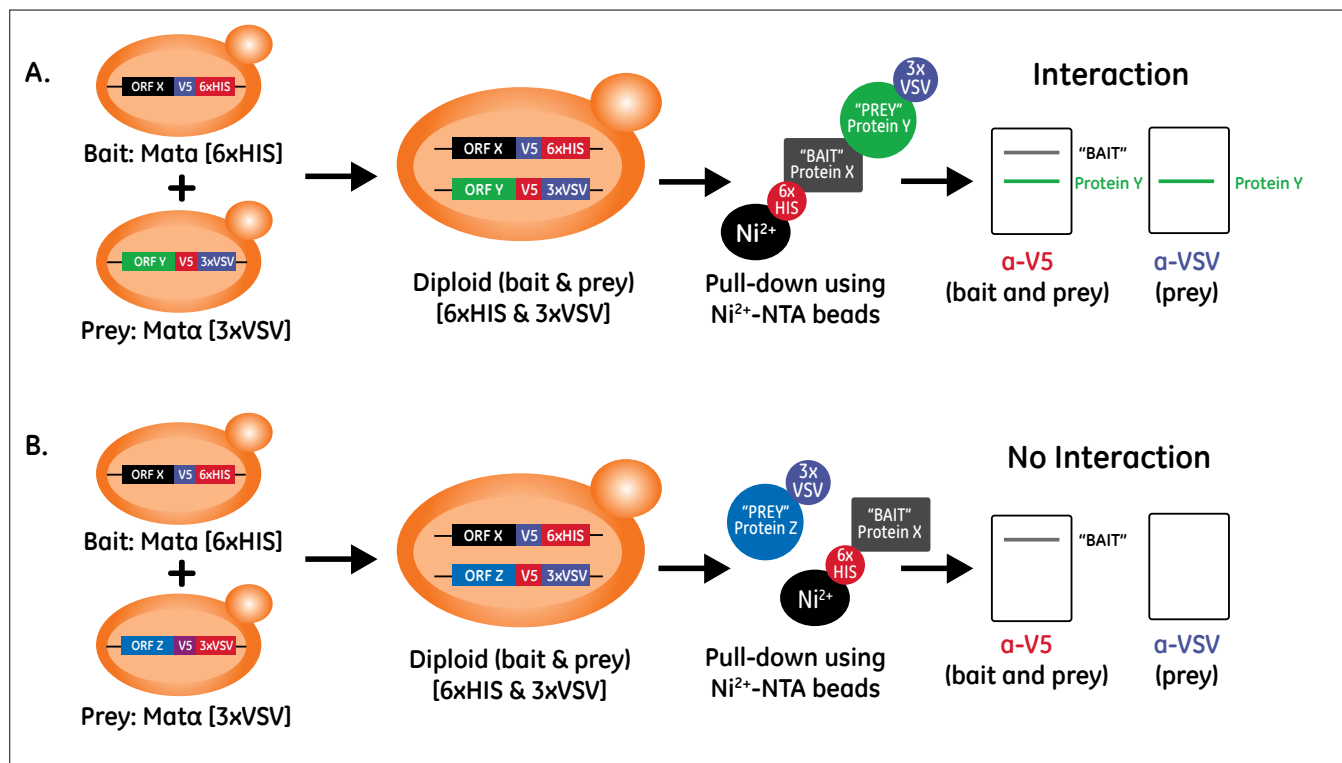 A.
ORF X V5 6xHIS
Bait: Mata [6xHIS]
+
ORF Y V5 3xVSV
Prey: Matα [3xVSV]
ORF X V5 6xHIS
ORF Y V5 3xVSV
Diploid (bait & prey)
[6xHIS & 3xVSV]
3x
VSV
“PREY”
Protein Y
“BAIT”
Protein X
6x
HIS
Ni²⁺
Pull-down using
Ni²⁺-NTA beads
Interaction
“BAIT”
Protein Y
Protein Y
α-V5
(bait and prey)
α-VSV
(prey)
B.
ORF X V5 6xHIS
Bait: Mata [6xHIS]
+
ORF Z V5 3xVSV
Prey: Matα [3xVSV]
ORF X V5 6xHIS
ORF Z V5 3xVSV
Diploid (bait & prey)
[6xHIS & 3xVSV]
3x
VSV
“PREY”
Protein Z
“BAIT”
Protein X
6x
HIS
Ni²⁺
Pull-down using
Ni²⁺-NTA beads
No Interaction
“BAIT”
α-V5
(bait and prey)
α-VSV
(prey)